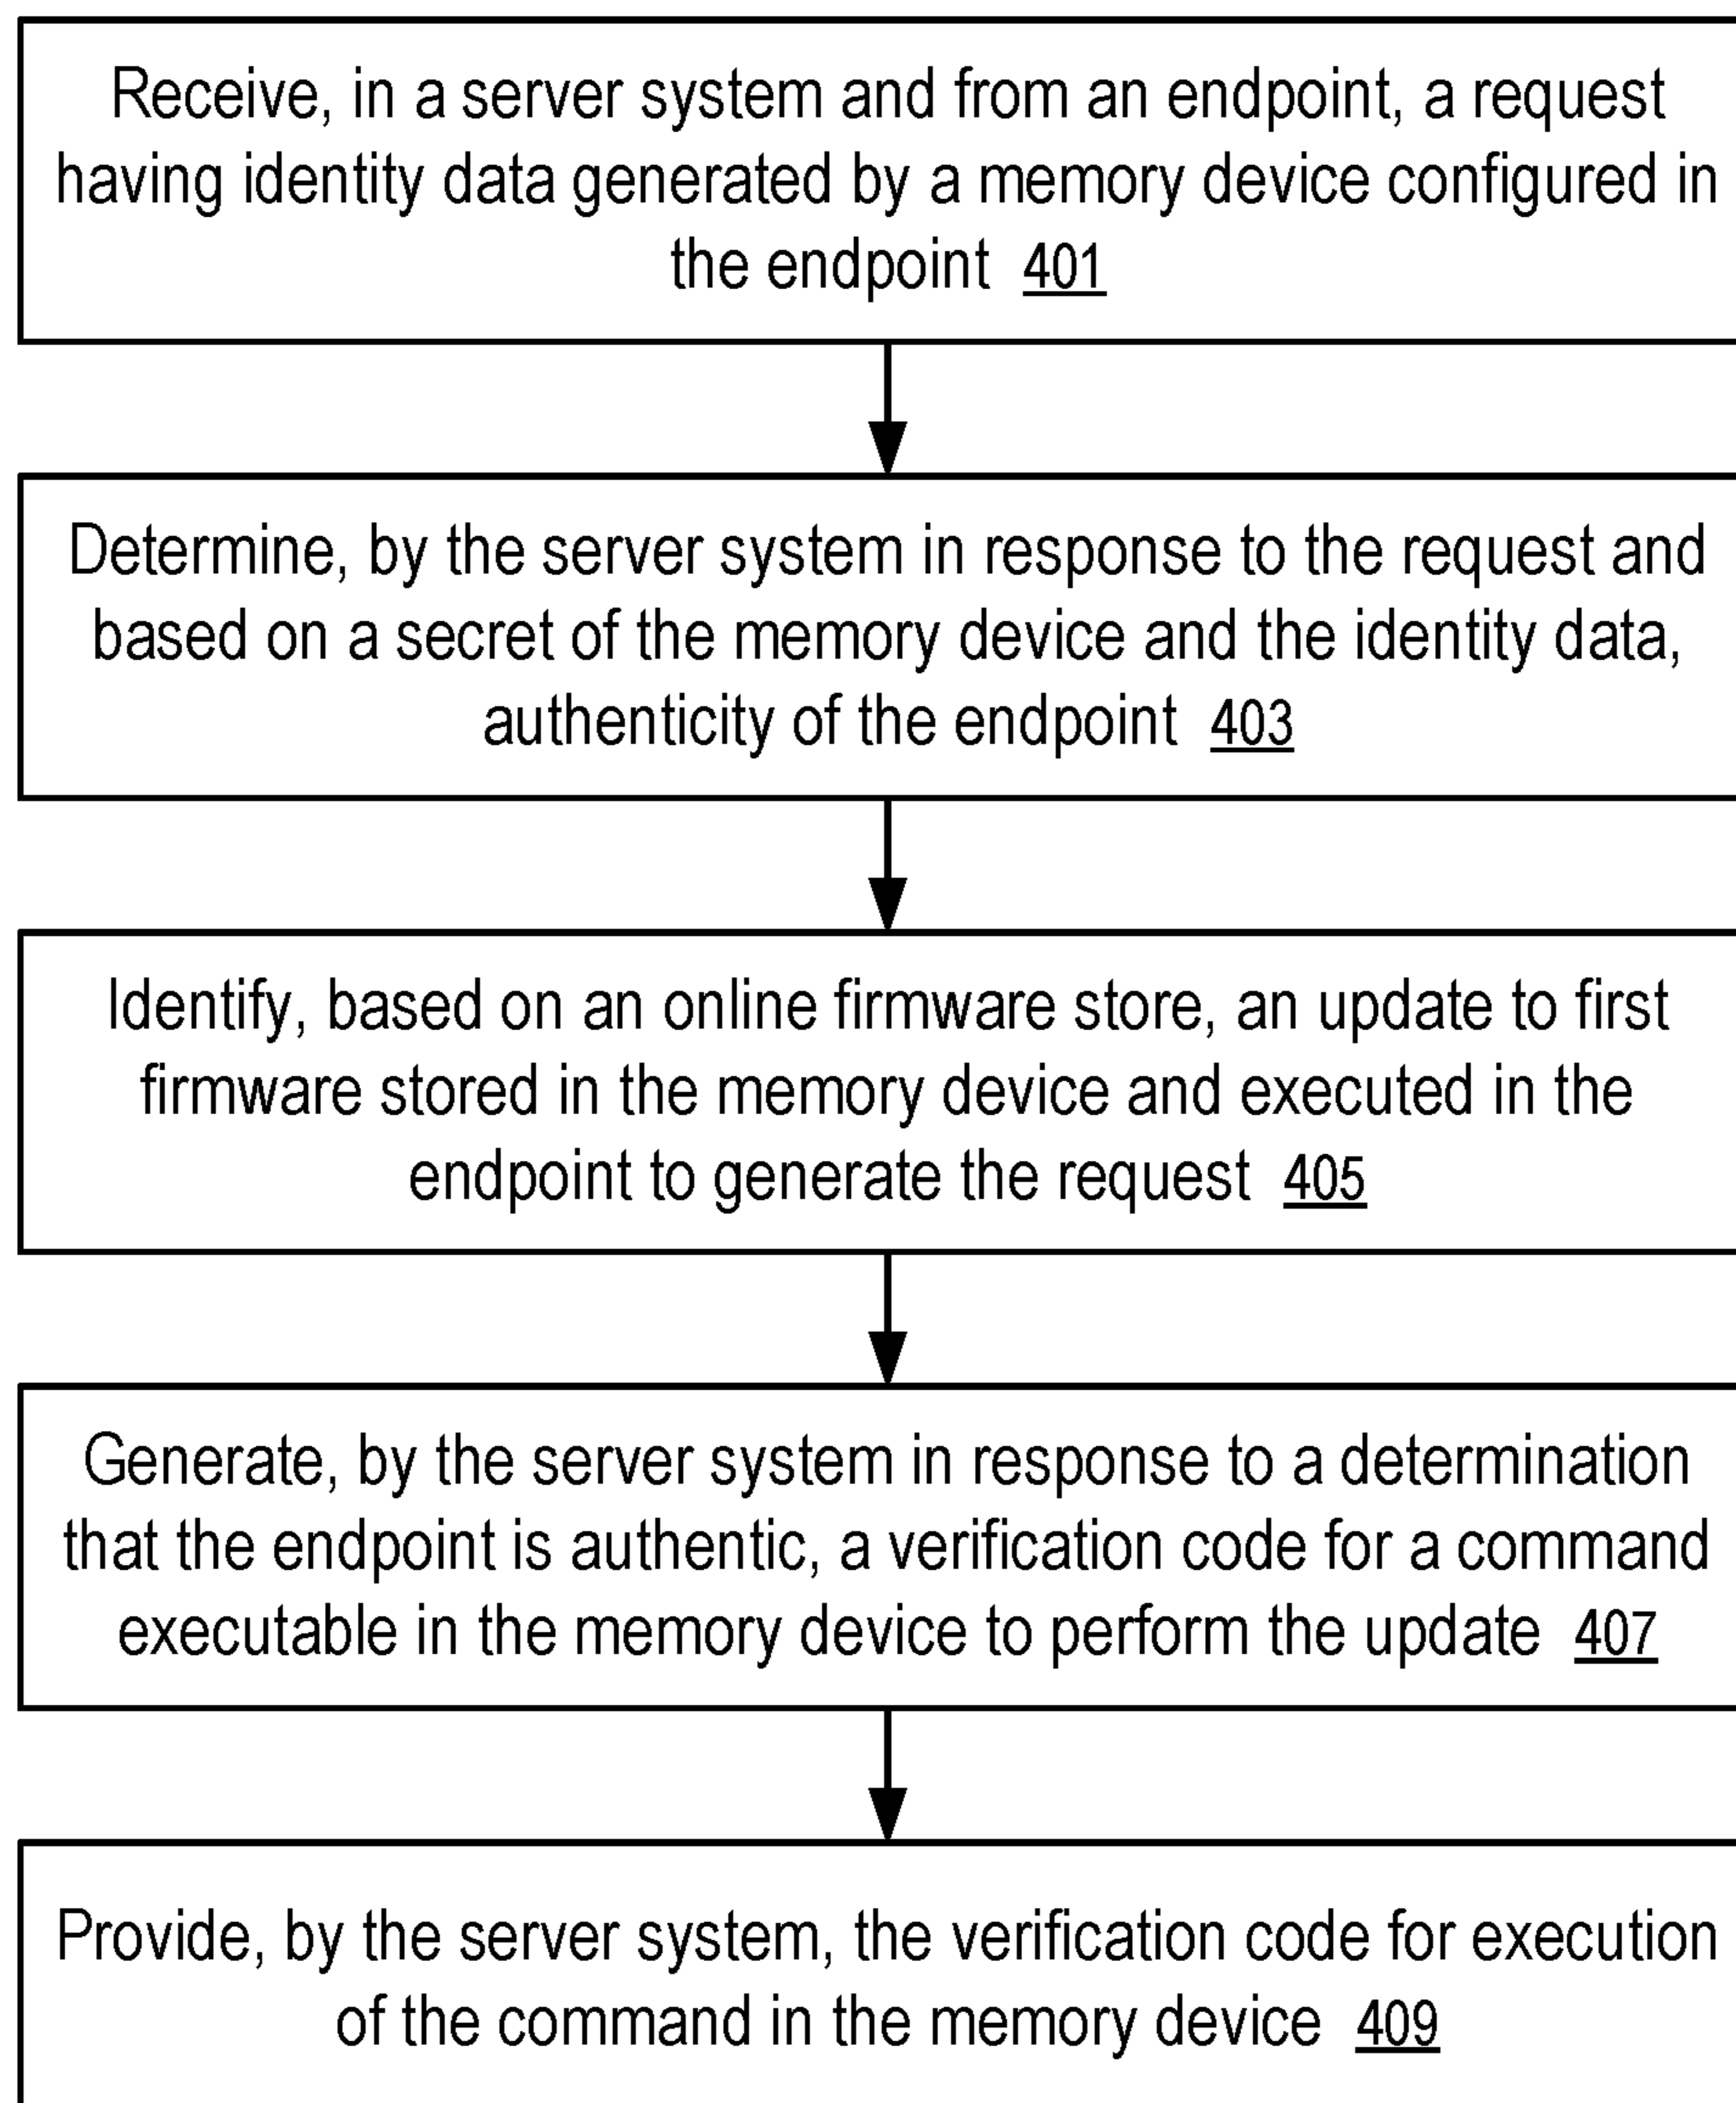 Receive, in a server system and from an endpoint, a request
having identity data generated by a memory device configured in
the endpoint 401
Determine, by the server system in response to the request and
based on a secret of the memory device and the identity data,
authenticity of the endpoint 403
Identify, based on an online firmware store, an update to first
firmware stored in the memory device and executed in the
endpoint to generate the request 405
Generate, by the server system in response to a determination
that the endpoint is authentic, a verification code for a command
executable in the memory device to perform the update 407
Provide, by the server system, the verification code for execution
of the command in the memory device 409